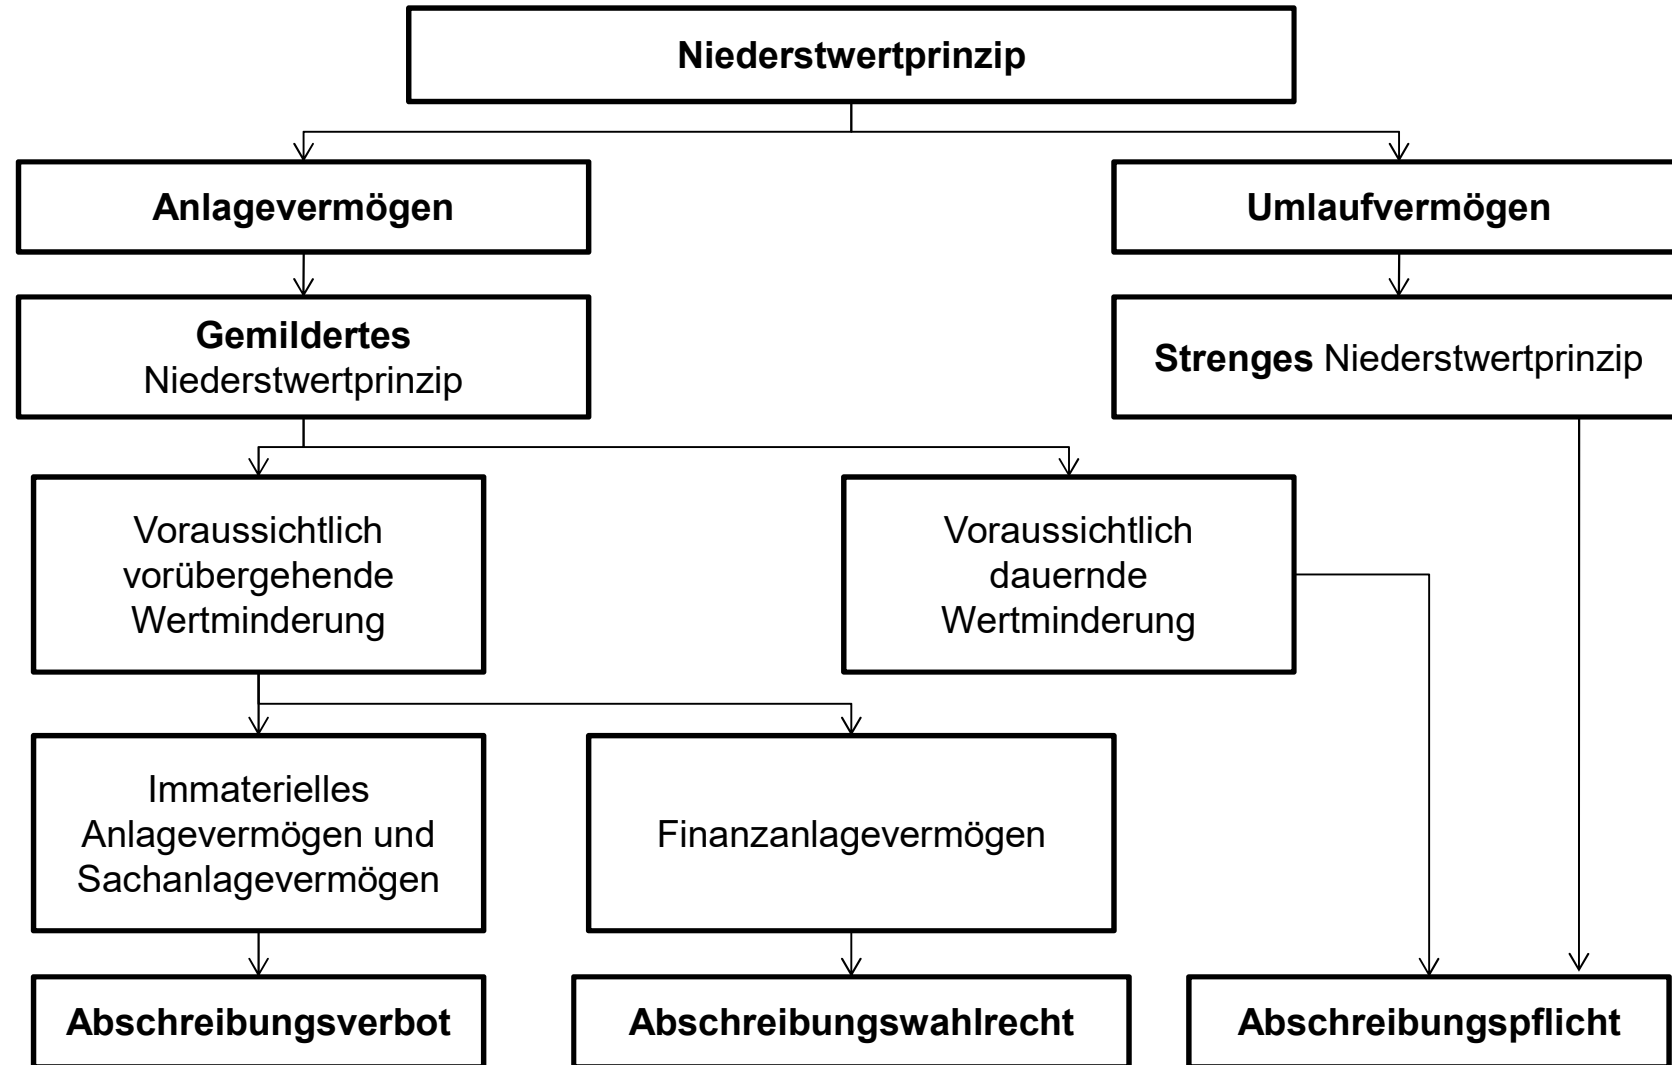 Niederstwertprinzip
Anlagevermögen
Umlaufvermögen
Gemildertes
Niederstwertprinzip
Strenges Niederstwertprinzip
Voraussichtlich
vorübergehende
Wertminderung
Voraussichtlich
dauernde
Wertminderung
Immaterielles
Anlagevermögen und
Sachanlagevermögen
Finanzanlagevermögen
Abschreibungsverbot
Abschreibungswahlrecht
Abschreibungspflicht